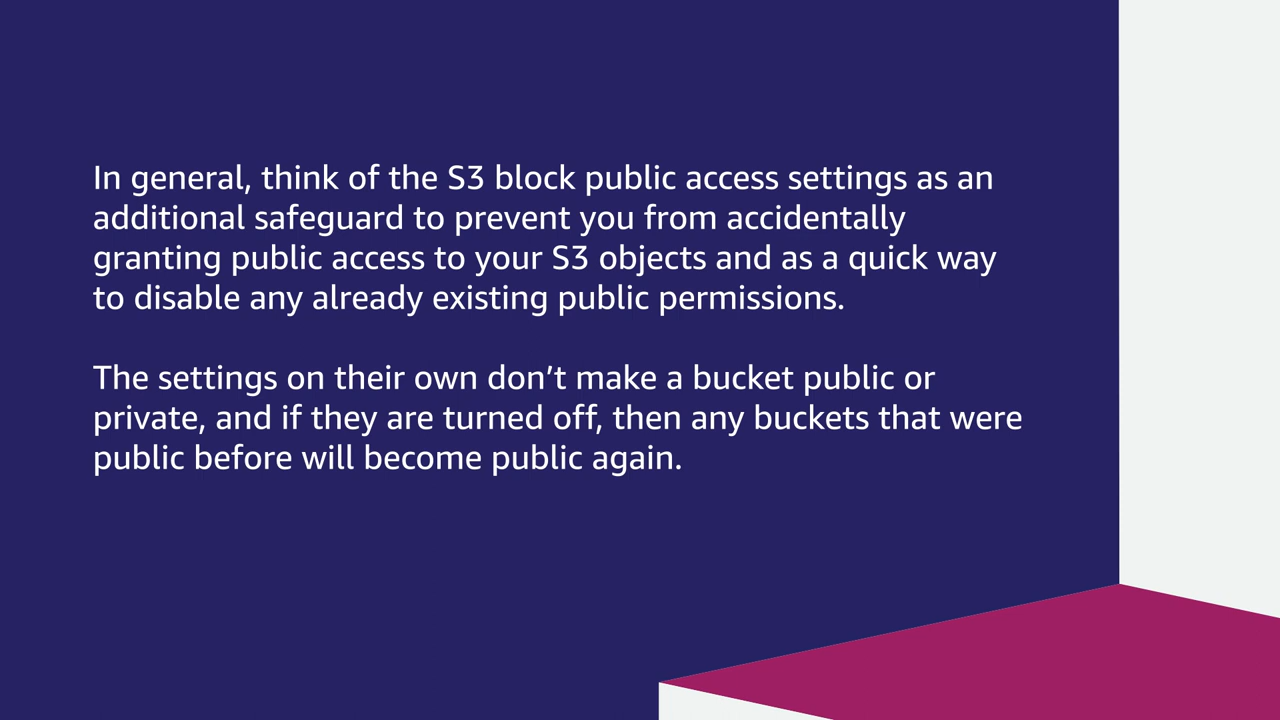 In general, think of the S3 block public access settings as an
additional safeguard to prevent you from accidentally
granting public access to your S3 objects and as a quick way
to disable any already existing public permissions.
The settings on their own don’t make a bucket public or
private, and if they are turned off, then any buckets that were
public before will become public again.